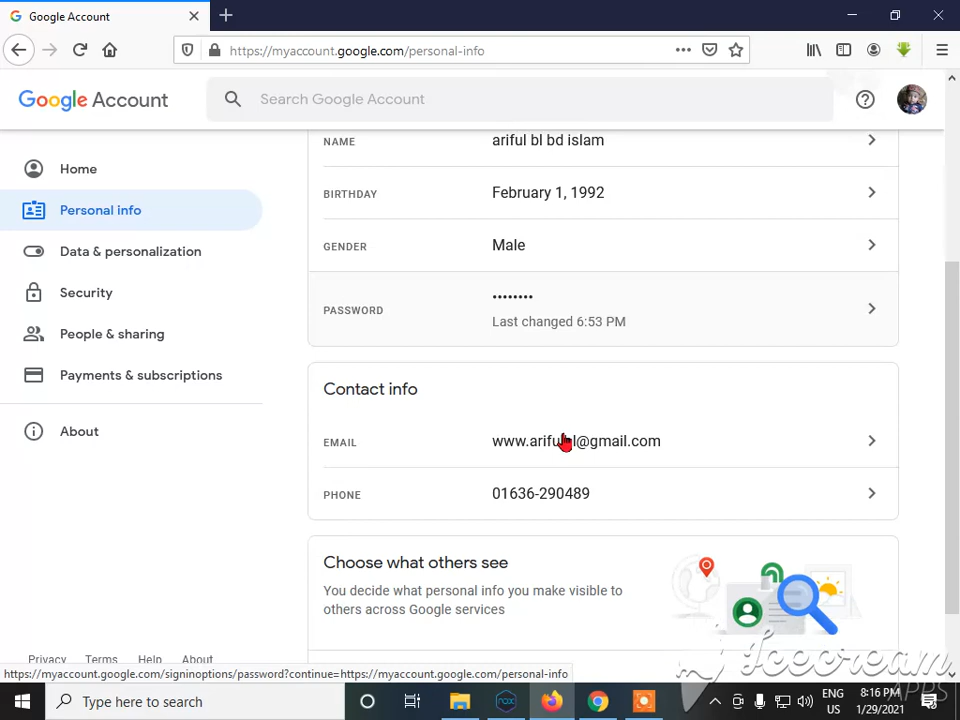 Google Account
https://myaccount.google.com/personal-info
Google Account
Search Google Account
Home
Personal info
Data & personalization
Security
People & sharing
Payments & subscriptions
About
NAME
ariful bl bd islam
BIRTHDAY
February 1, 1992
GENDER
Male
PASSWORD
••••••••
Last changed 6:53 PM
Contact info
EMAIL
PHONE
01636-290489
Choose what others see
You decide what personal info you make visible to
others across Google services
Privacy Terms Help About
https://myaccount.google.com/signinoptions/password?continue=https://myaccount.google.com/personal-info
Icecream
APPS
Type here to search
nox
ENG
US
8:16 PM
1/29/2021